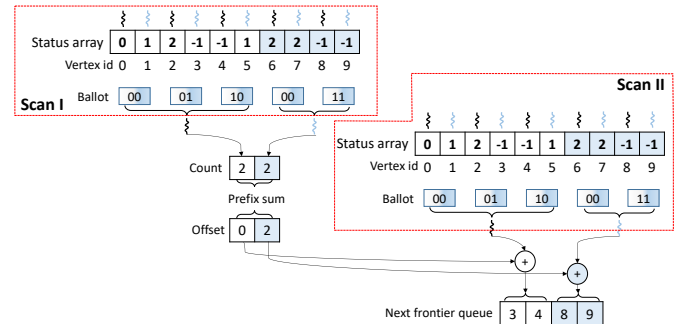 Status array 0 1 2 -1 -1 1 2 2 -1 -1
Vertex id 0 1 2 3 4 5 6 7 8 9
Scan I
Ballot 00 01 10 00 11
Scan II
Status array 0 1 2 -1 -1 1 2 2 -1 -1
Vertex id 0 1 2 3 4 5 6 7 8 9
Ballot 00 01 10 00 11
Count 2 2
Prefix sum
Offset 0 2
+ +
Next frontier queue 3 4 8 9